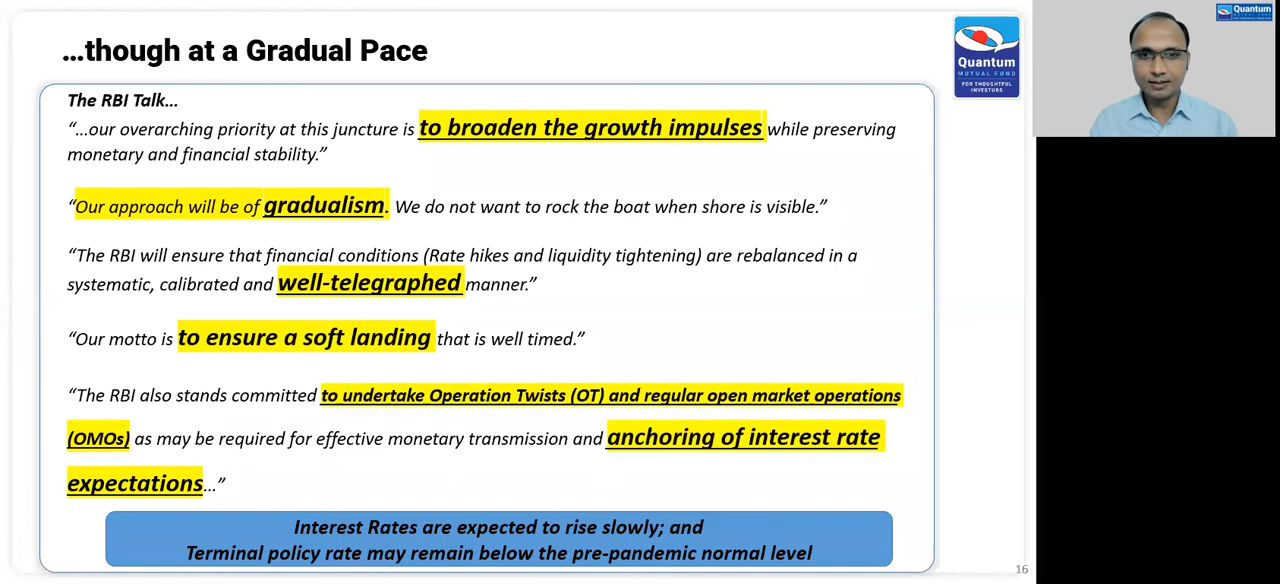 ...though at a Gradual Pace
Quantum
MUTUAL FUND
FOR THOUGHTFUL
INVESTORS
Quantum
The RBI Talk...
“...our overarching priority at this juncture is to broaden the growth impulses while preserving
monetary and financial stability.”
“Our approach will be of gradualism. We do not want to rock the boat when shore is visible.”
“The RBI will ensure that financial conditions (Rate hikes and liquidity tightening) are rebalanced in a
systematic, calibrated and well-telegraphed manner.”
“Our motto is to ensure a soft landing that is well timed.”
“The RBI also stands committed to undertake Operation Twists (OT) and regular open market operations
(OMOs) as may be required for effective monetary transmission and anchoring of interest rate
expectations...”
Interest Rates are expected to rise slowly; and
Terminal policy rate may remain below the pre-pandemic normal level
16